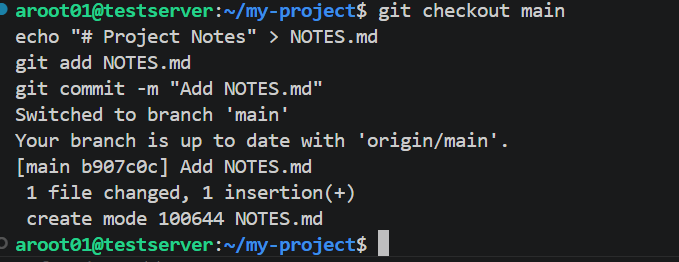 aroot01@testserver:~/my-project$ git checkout main
echo "# Project Notes" > NOTES.md
git add NOTES.md
git commit -m "Add NOTES.md"
Switched to branch 'main'
Your branch is up to date with 'origin/main'.
[main b907c0c] Add NOTES.md
 1 file changed, 1 insertion(+)
 create mode 100644 NOTES.md
aroot01@testserver:~/my-project$